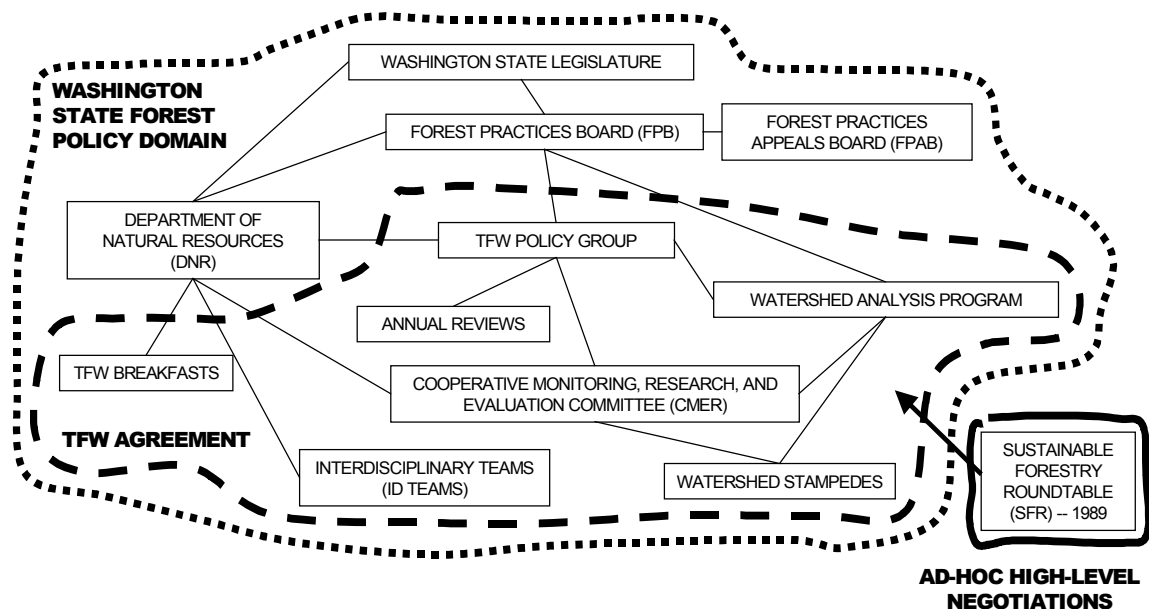 WASHINGTON STATE LEGISLATURE
WASHINGTON
STATE FOREST
POLICY DOMAIN
FOREST PRACTICES BOARD (FPB)
FOREST PRACTICES
APPEALS BOARD (FPAB)
DEPARTMENT OF
NATURAL RESOURCES
(DNR)
TFW POLICY GROUP
WATERSHED ANALYSIS PROGRAM
ANNUAL REVIEWS
TFW BREAKFASTS
COOPERATIVE MONITORING, RESEARCH, AND
EVALUATION COMMITTEE (CMER)
TFW AGREEMENT
INTERDISCIPLINARY TEAMS
(ID TEAMS)
WATERSHED STAMPEDES
SUSTAINABLE
FORESTRY
ROUNDTABLE
(SFR) -- 1989
AD-HOC HIGH-LEVEL
NEGOTIATIONS